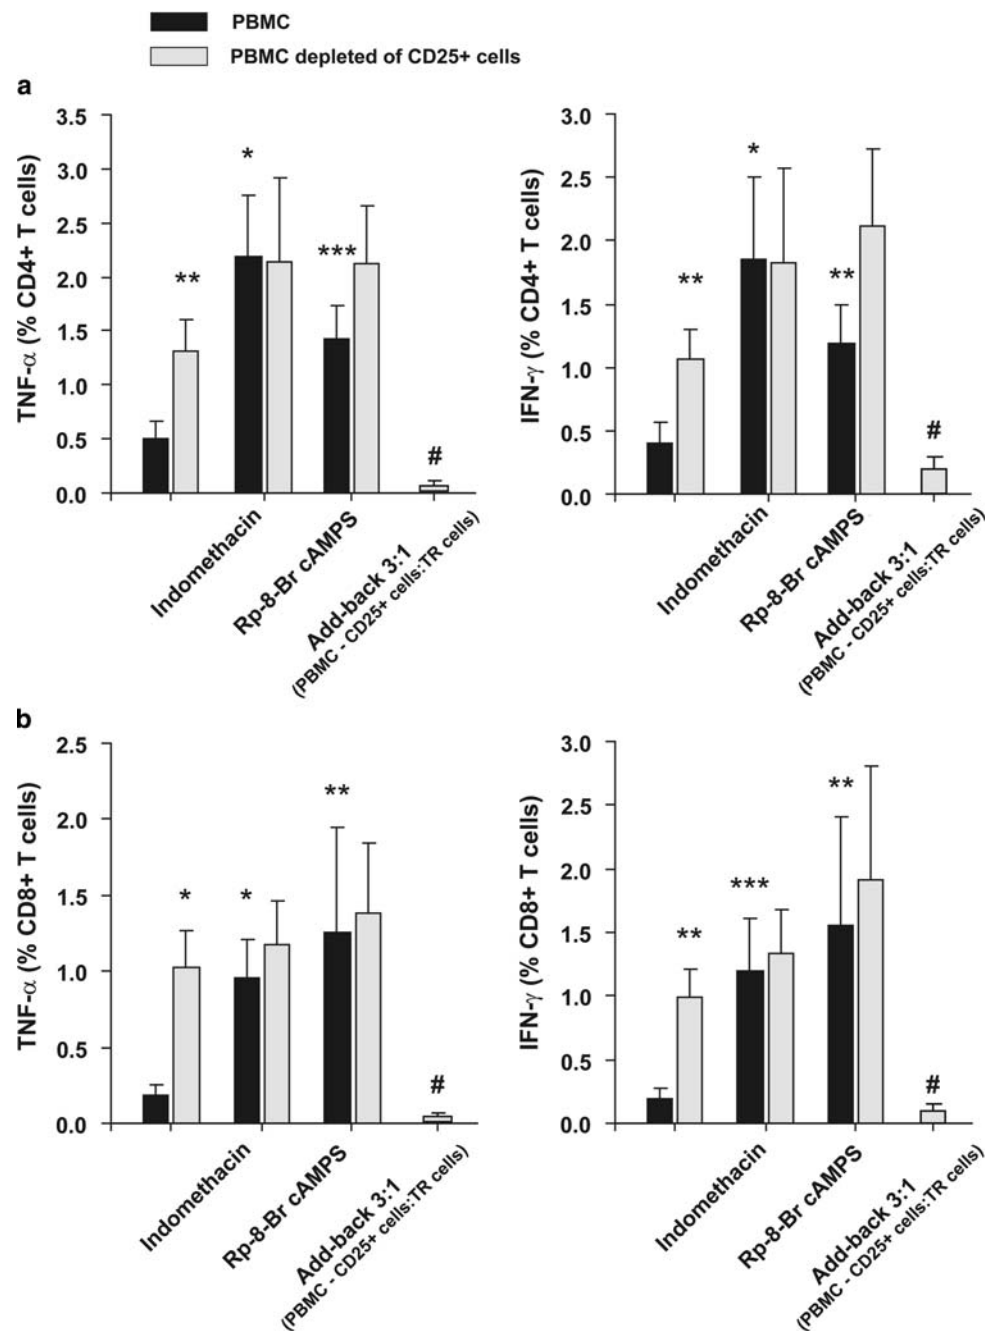 PBMC
PBMC depleted of CD25+ cells
a
TNF-α (% CD4+ T cells)
3.5
3.0
2.5
2.0
1.5
1.0
0.5
0.0
**
*
***
#
Indomethacin
Rp-8-Br cAMPS
Add-back 3:1
(PBMC - CD25+ cells:TR cells)
IFN-γ (% CD4+ T cells)
3.0
2.5
2.0
1.5
1.0
0.5
0.0
**
*
**
#
Indomethacin
Rp-8-Br cAMPS
Add-back 3:1
(PBMC - CD25+ cells:TR cells)
b
TNF-α (% CD8+ T cells)
2.5
2.0
1.5
1.0
0.5
0.0
*
*
**
#
Indomethacin
Rp-8-Br cAMPS
Add-back 3:1
(PBMC - CD25+ cells:TR cells)
IFN-γ (% CD8+ T cells)
3.0
2.5
2.0
1.5
1.0
0.5
0.0
**
***
**
#
Indomethacin
Rp-8-Br cAMPS
Add-back 3:1
(PBMC - CD25+ cells:TR cells)